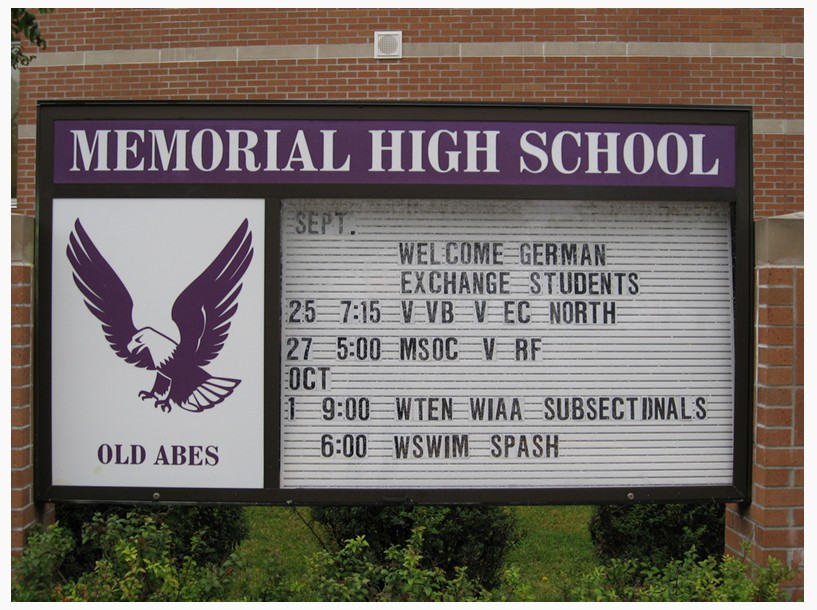 MEMORIAL HIGH SCHOOL
OLD ABES
SEPT.
WELCOME GERMAN
EXCHANGE STUDENTS
25 7:15 V VB V EC NORTH
27 5:00 MSOC V RF
OCT
1 9:00 WTEN WIAA SUBSECTIONALS
6:00 WSWIM SPASH